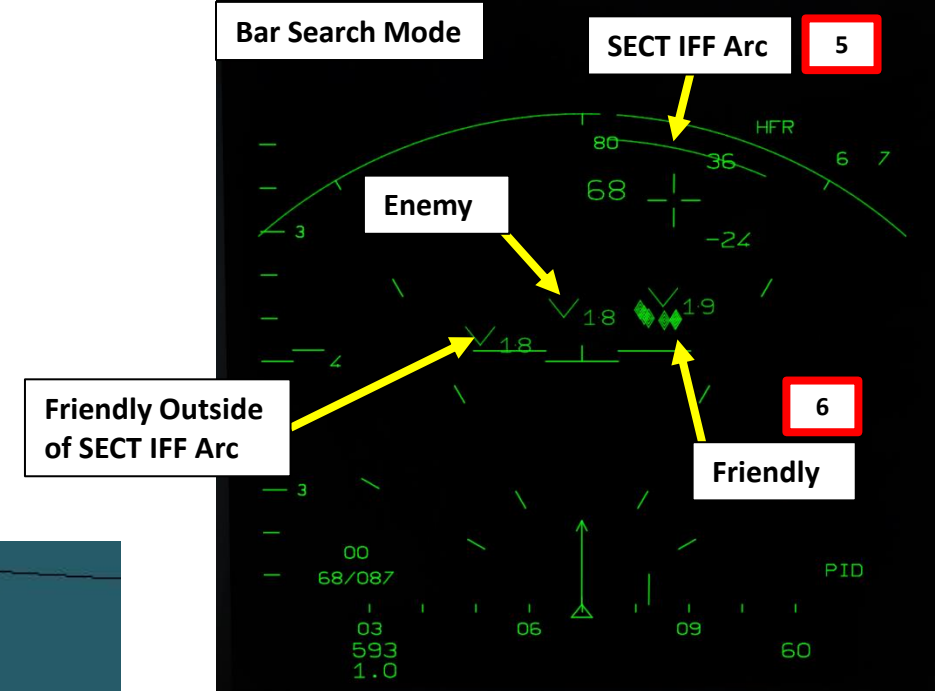 Bar Search Mode
SECT IFF Arc
5
HFR
80
36
6 7
68
Enemy
3
-24
18
19
18
4
Friendly Outside
of SECT IFF Arc
6
Friendly
3
00
68/087
PID
03
06
09
593
60
1.0